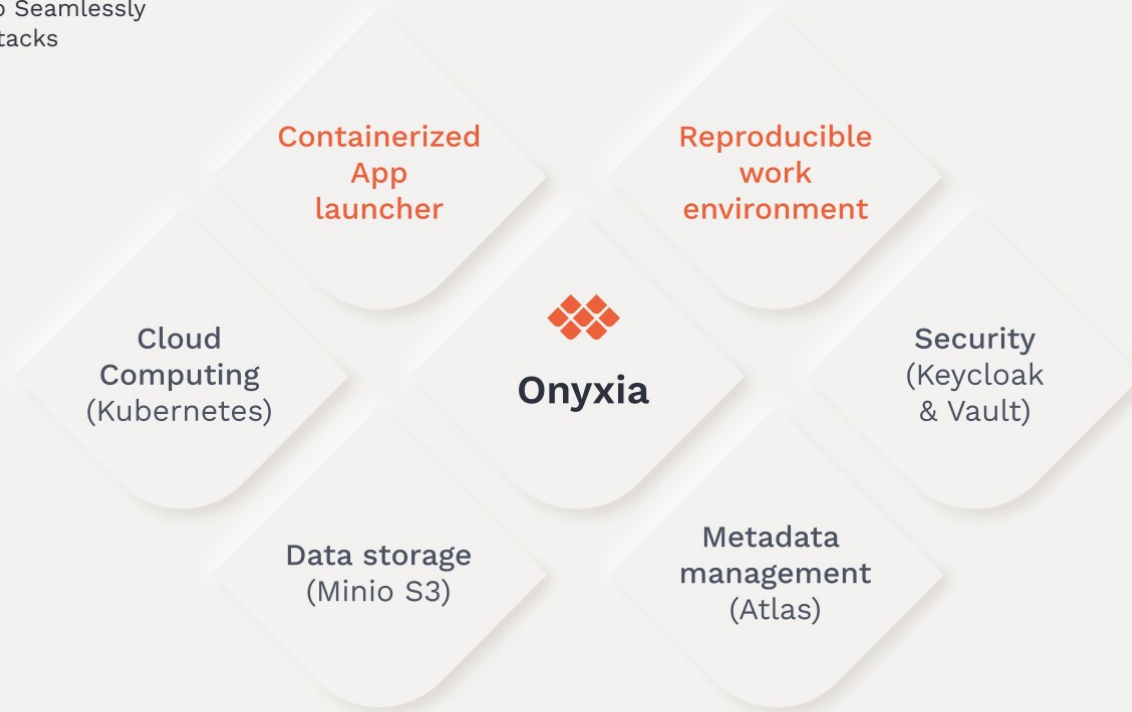 Seamlessly
Containerized
App
launcher
Reproducible
work
environment
Cloud
Computing
(Kubernetes)
Onyxia
Security
(Keycloak
& Vault)
Data storage
(Minio S3)
Metadata
management
(Atlas)